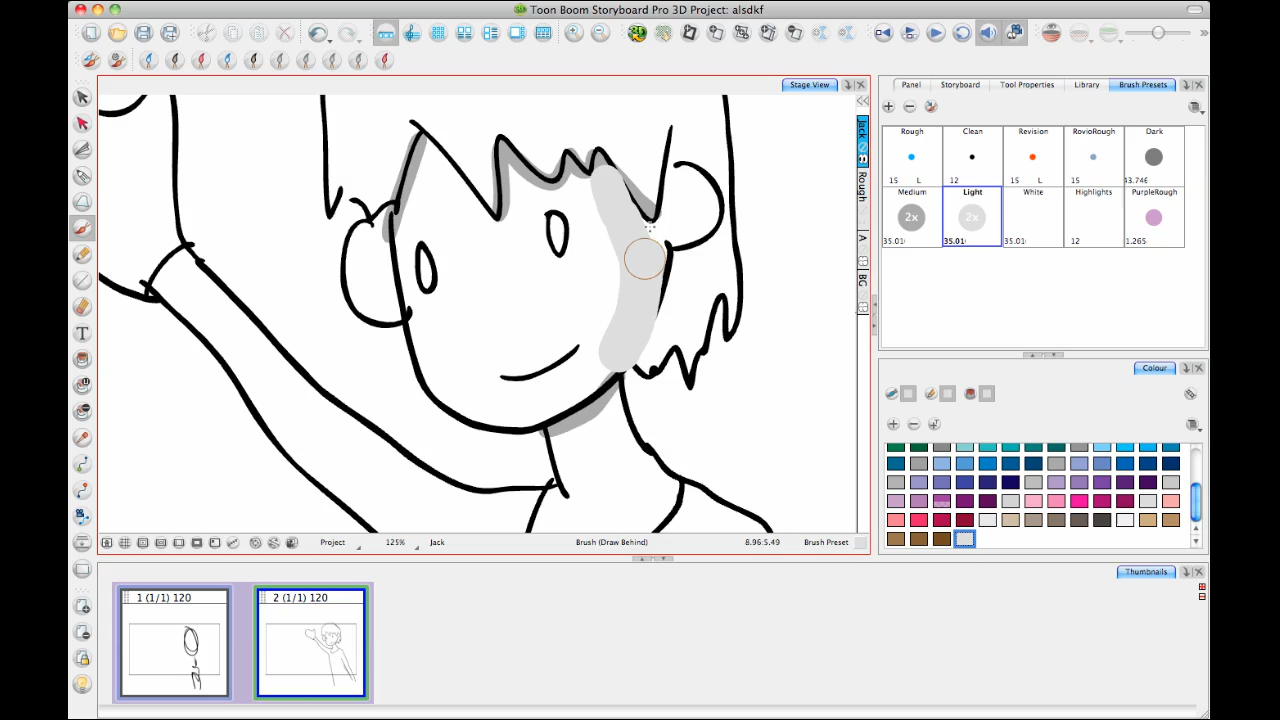 Toon Boom Storyboard Pro 3D Project: alsdkf
Stage View
Panel Storyboard Tool Properties Library Brush Presets
Rough Clean Revision RovioRough Dark
15 L 12 15 L 15 43.746
Medium Light White Highlights PurpleRough
2x 2x
35.01 35.01 35.01 12 1.265
Jack
Rough
A
BG
T
Colour
Project 125% Jack Brush (Draw Behind) 8.96:5.49 Brush Preset
Thumbnails
1 (1/1) 120 2 (1/1) 120